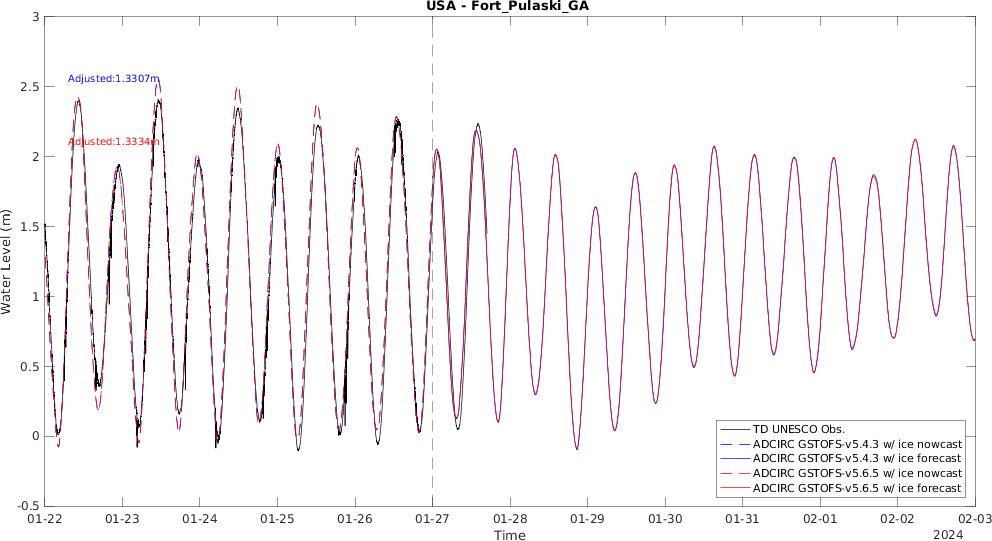 USA - Fort_Pulaski_GA
3
2.5
2
1.5
1
0.5
0
-0.5
Water Level (m)
Adjusted:1.3307m
Adjusted:1.3334m
TD UNESCO Obs.
ADCIRC GSTOFS-v5.4.3 w/ ice nowcast
ADCIRC GSTOFS-v5.4.3 w/ ice forecast
ADCIRC GSTOFS-v5.6.5 w/ ice nowcast
ADCIRC GSTOFS-v5.6.5 w/ ice forecast
01-22 01-23 01-24 01-25 01-26 01-27 01-28 01-29 01-30 01-31 02-01 02-02 02-03
Time
2024